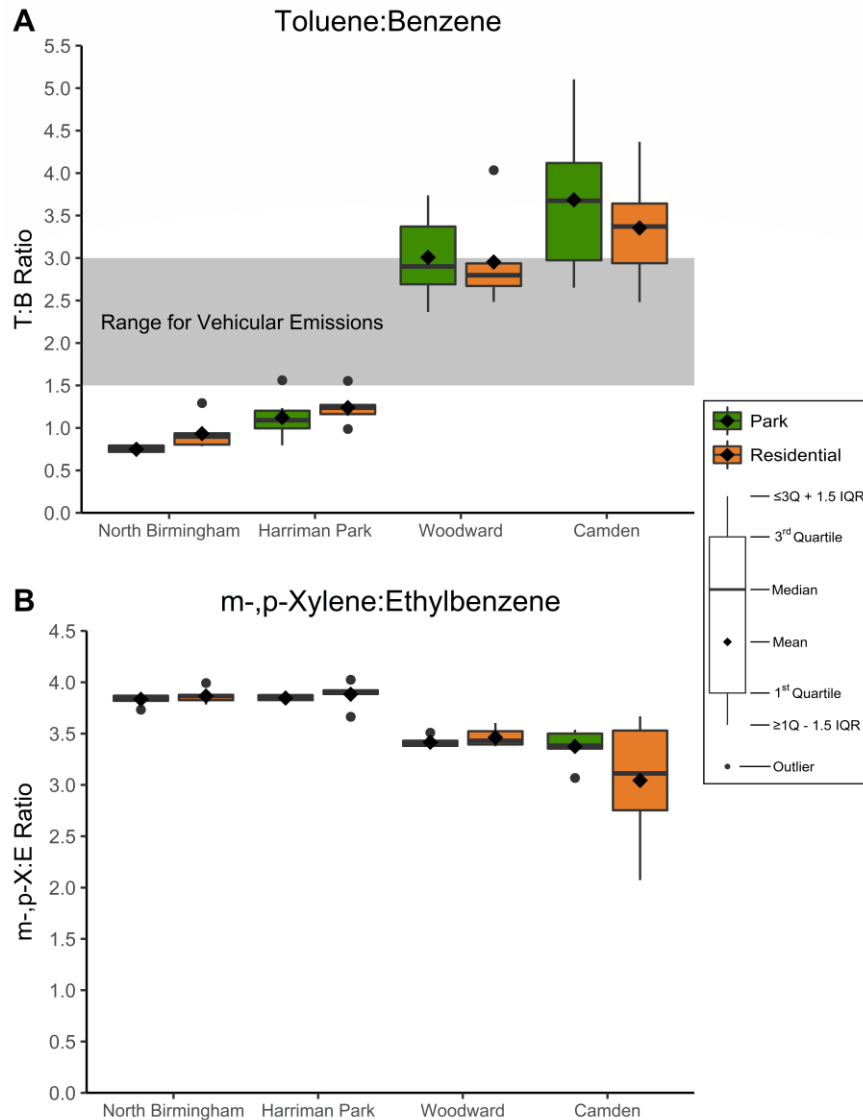 A
Toluene:Benzene
T:B Ratio
5.5
5.0
4.5
4.0
3.5
3.0
2.5
2.0
1.5
1.0
0.5
0.0
Range for Vehicular Emissions
North Birmingham
Harriman Park
Woodward
Camden
Park
Residential
≤3Q + 1.5 IQR
3rd Quartile
Median
Mean
1st Quartile
≥1Q - 1.5 IQR
Outlier
B
m-,p-Xylene:Ethylbenzene
m-,p-X:E Ratio
4.5
4.0
3.5
3.0
2.5
2.0
1.5
1.0
0.5
0.0
North Birmingham
Harriman Park
Woodward
Camden